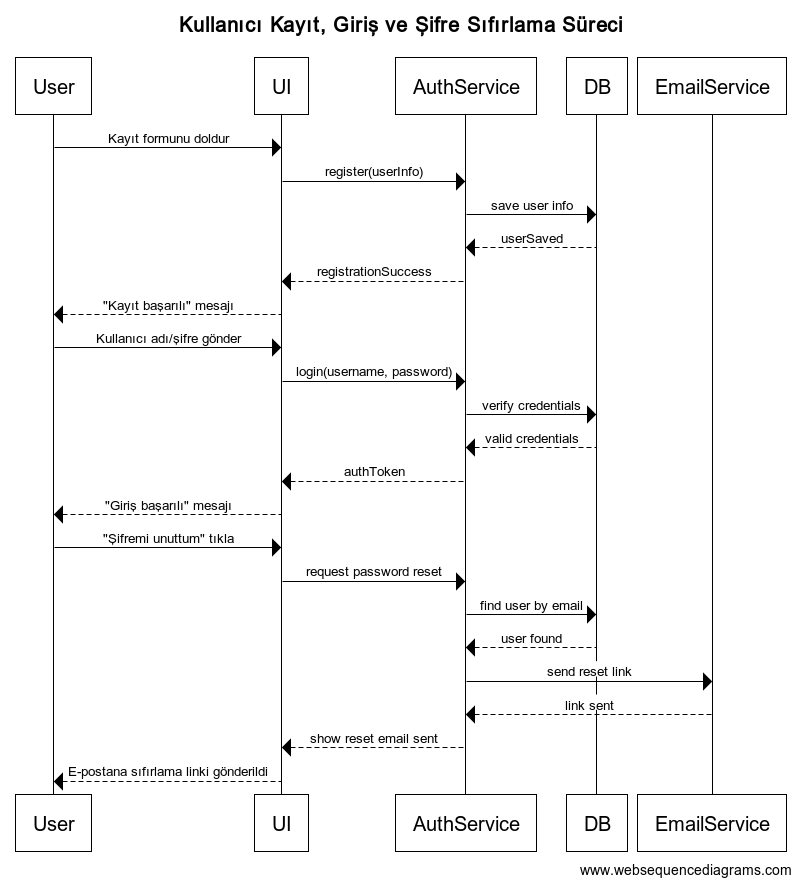 Kullanıcı Kayıt, Giriş ve Şifre Sıfırlama Süreci
User UI AuthService DB EmailService
Kayıt formunu doldur
register(userInfo)
save user info
userSaved
registrationSuccess
"Kayıt başarılı" mesajı
Kullanıcı adı/şifre gönder
login(username, password)
verify credentials
valid credentials
authToken
"Giriş başarılı" mesajı
"Şifremi unuttum" tıkla
request password reset
find user by email
user found
send reset link
link sent
show reset email sent
E-postana sıfırlama linki gönderildi
User UI AuthService DB EmailService
www.websequencediagrams.com